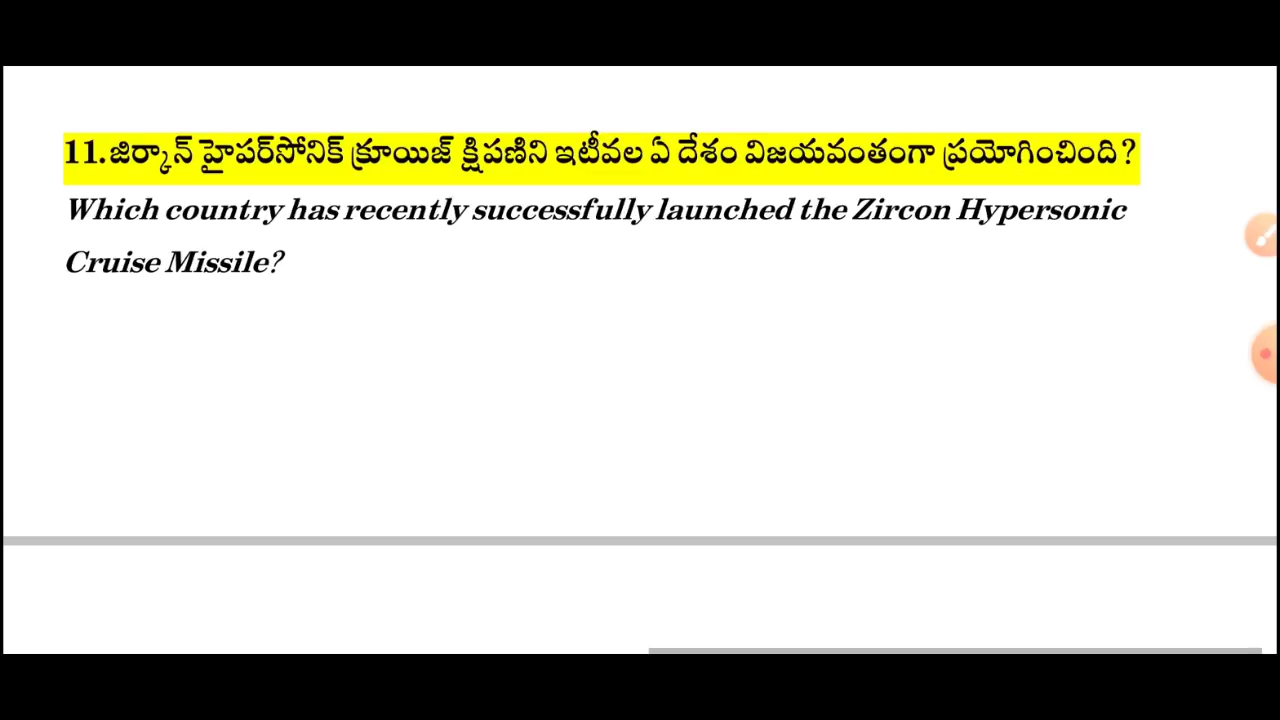 11. జిర్కాన్ హైపర్‌సోనిక్ క్రూయిజ్ క్షిపణిని ఇటీవల ఏ దేశం విజయవంతంగా ప్రయోగించింది?
Which country has recently successfully launched the Zircon Hypersonic
Cruise Missile?